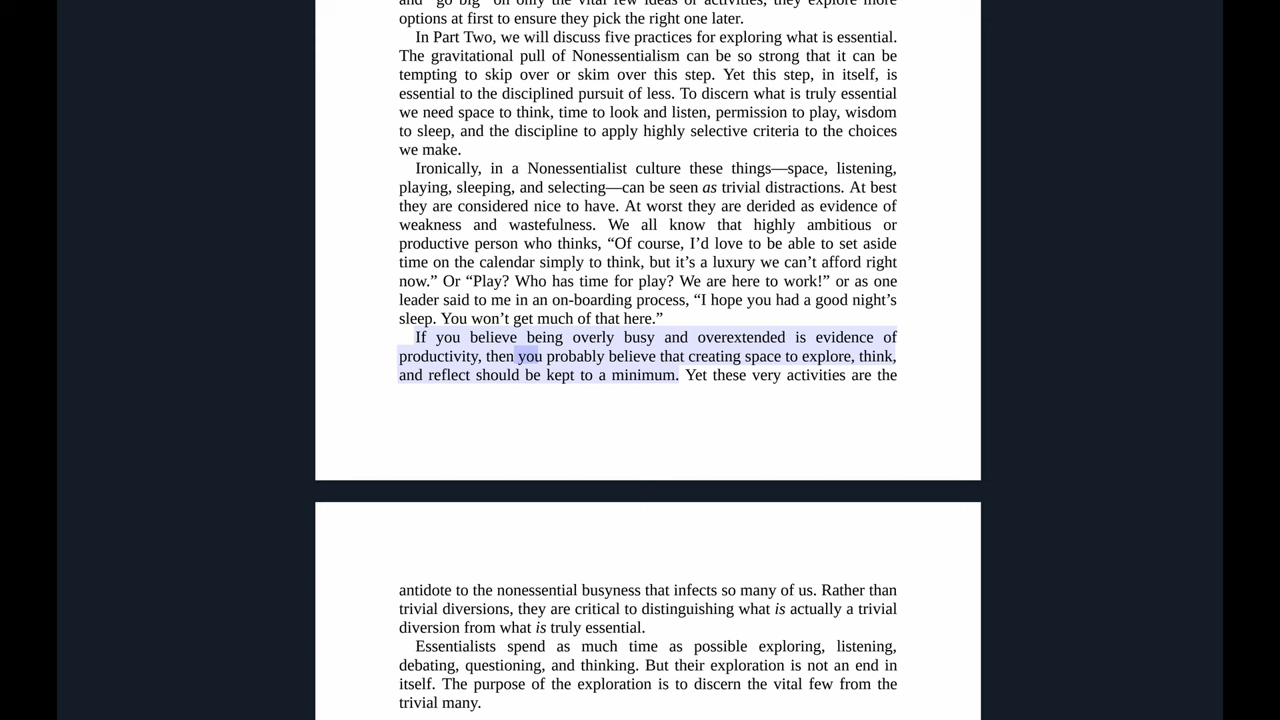 and “go big” on only the vital few ideas or activities, they explore more
options at first to ensure they pick the right one later.
In Part Two, we will discuss five practices for exploring what is essential.
The gravitational pull of Nonessentialism can be so strong that it can be
tempting to skip over or skim over this step. Yet this step, in itself, is
essential to the disciplined pursuit of less. To discern what is truly essential
we need space to think, time to look and listen, permission to play, wisdom
to sleep, and the discipline to apply highly selective criteria to the choices
we make.
Ironically, in a Nonessentialist culture these things—space, listening,
playing, sleeping, and selecting—can be seen as trivial distractions. At best
they are considered nice to have. At worst they are derided as evidence of
weakness and wastefulness. We all know that highly ambitious or
productive person who thinks, “Of course, I’d love to be able to set aside
time on the calendar simply to think, but it’s a luxury we can’t afford right
now.” Or “Play? Who has time for play? We are here to work!” or as one
leader said to me in an on-boarding process, “I hope you had a good night’s
sleep. You won’t get much of that here.”
If you believe being overly busy and overextended is evidence of
productivity, then you probably believe that creating space to explore, think,
and reflect should be kept to a minimum. Yet these very activities are the
antidote to the nonessential busyness that infects so many of us. Rather than
trivial diversions, they are critical to distinguishing what is actually a trivial
diversion from what is truly essential.
Essentialists spend as much time as possible exploring, listening,
debating, questioning, and thinking. But their exploration is not an end in
itself. The purpose of the exploration is to discern the vital few from the
trivial many.